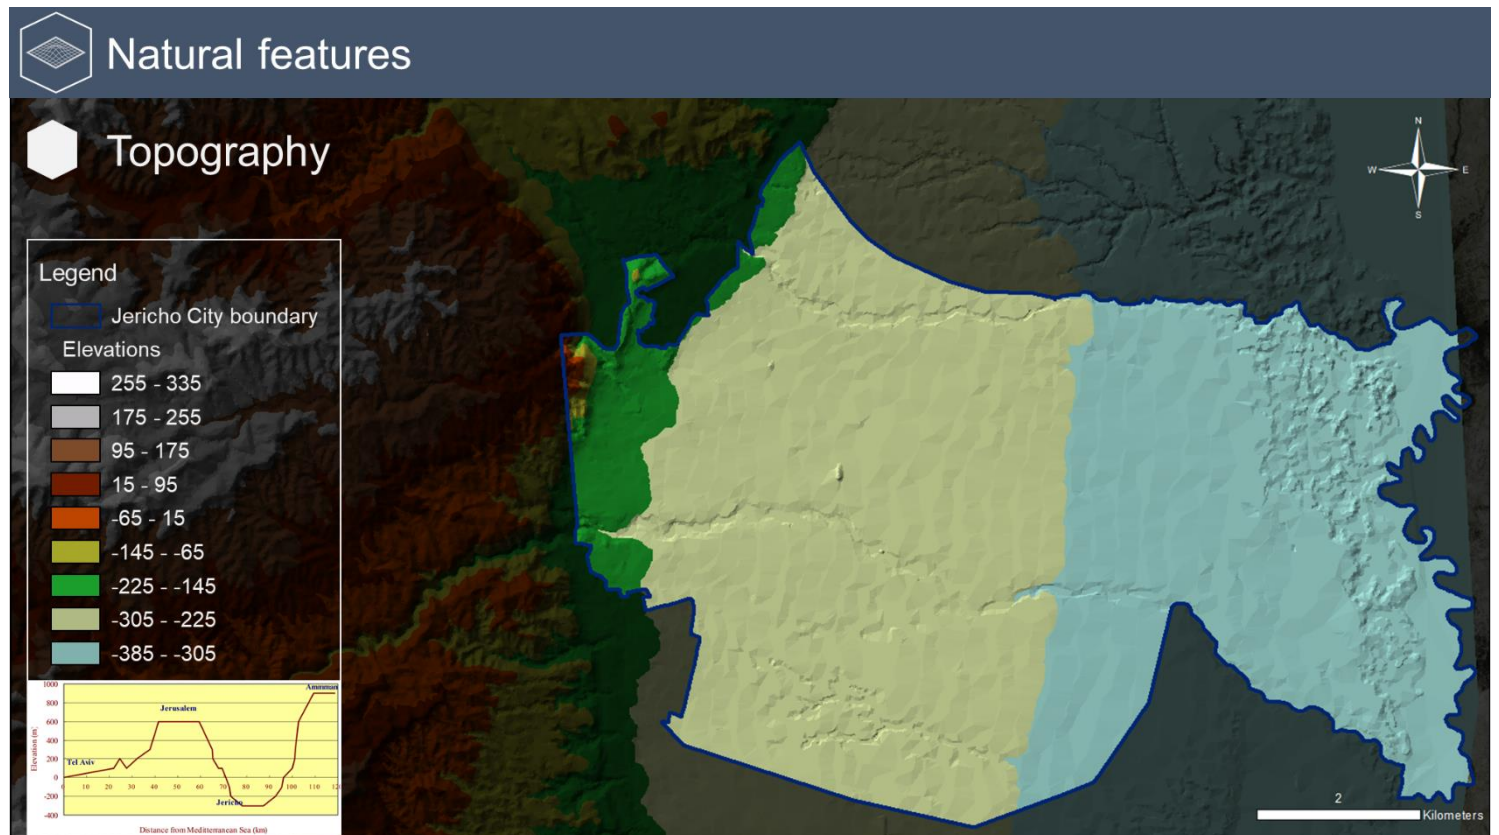 Natural features
Topography
N
W
E
S
Legend
Jericho City boundary
Elevations
255 - 335
175 - 255
95 - 175
15 - 95
-65 - 15
-145 - -65
-225 - -145
-305 - -225
-385 - -305
1000
800
600
400
200
0
-200
-400
Elevation (m)
Ammman
Jerusalem
Tel Aviv
10 20 30 40 50 60 70 80 90 100 110 120
Jericho
Distance from Mediterranean Sea (km)
2
Kilometers